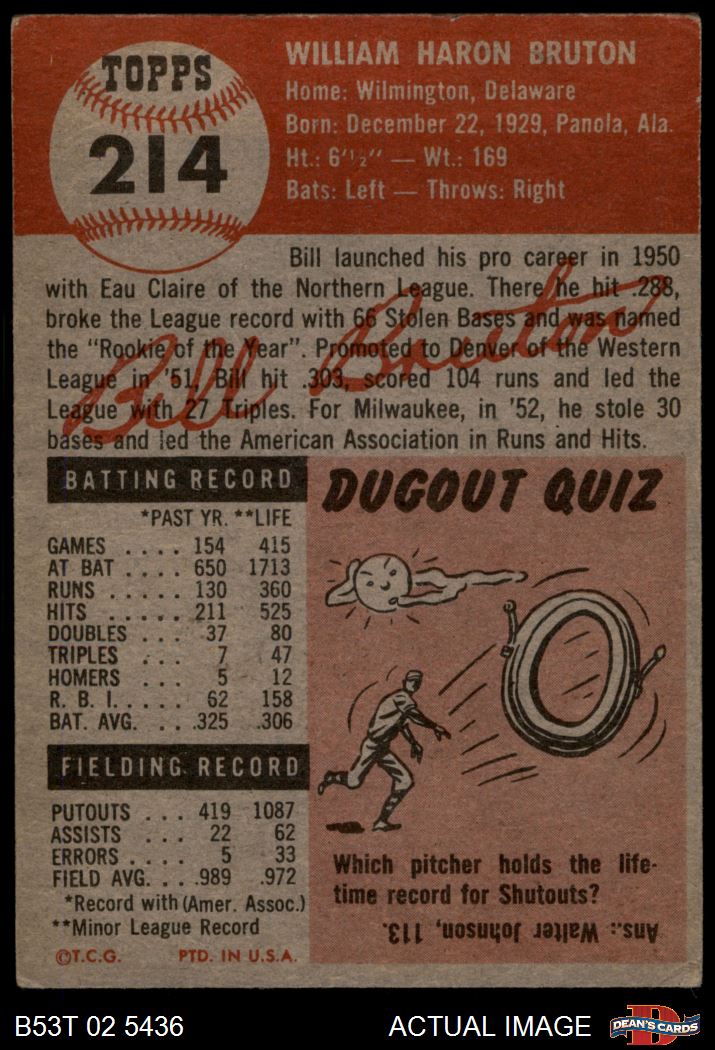 TOPPS
214
WILLIAM HARON BRUTON
Home: Wilmington, Delaware
Born: December 22, 1929, Panola, Ala.
Ht.: 6'½" — Wt.: 169
Bats: Left — Throws: Right
Bill launched his pro career in 1950
with Eau Claire of the Northern League. There he hit .288,
broke the League record with 66 Stolen Bases and was named
the "Rookie of the Year". Promoted to Denver of the Western
League in '51, Bill hit .303, scored 104 runs and led the
League with 27 Triples. For Milwaukee, in '52, he stole 30
bases and led the American Association in Runs and Hits.
Bill Bruton
BATTING RECORD
*PAST YR. **LIFE
GAMES .... 154 415
AT BAT .... 650 1713
RUNS ..... 130 360
HITS ..... 211 525
DOUBLES ... 37 80
TRIPLES ... 7 47
HOMERS ... 5 12
R. B. I. .... 62 158
BAT. AVG. ... .325 .306
FIELDING RECORD
PUTOUTS ... 419 1087
ASSISTS ... 22 62
ERRORS .... 5 33
FIELD AVG. .. .989 .972
*Record with (Amer. Assoc.)
**Minor League Record
©T.C.G. PTD. IN U.S.A.
DUGOUT QUIZ
Which pitcher holds the life-
time record for Shutouts?
Ans.: Walter Johnson, 113.
B53T 02 5436
ACTUAL IMAGE
D
DEAN'S CARDS